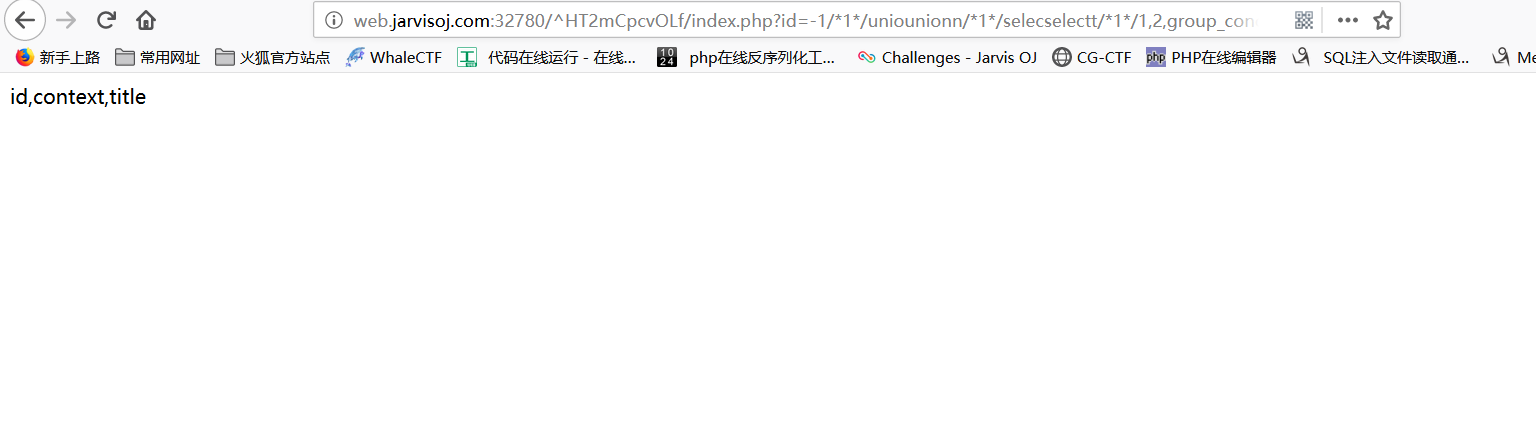 web.jarvisoj.com:32780/^HT2mCpcvOLf/index.php?id=-1/*1*/uniounionn/*1*/selecselectt/*1*/1,2,group_con
新手上路 常用网址 火狐官方站点 WhaleCTF 代码在线运行 - 在线... 1024 php在线反序列化工... Challenges - Jarvis OJ CG-CTF php PHP在线编辑器 SQL注入文件读取通... Me
id,context,title